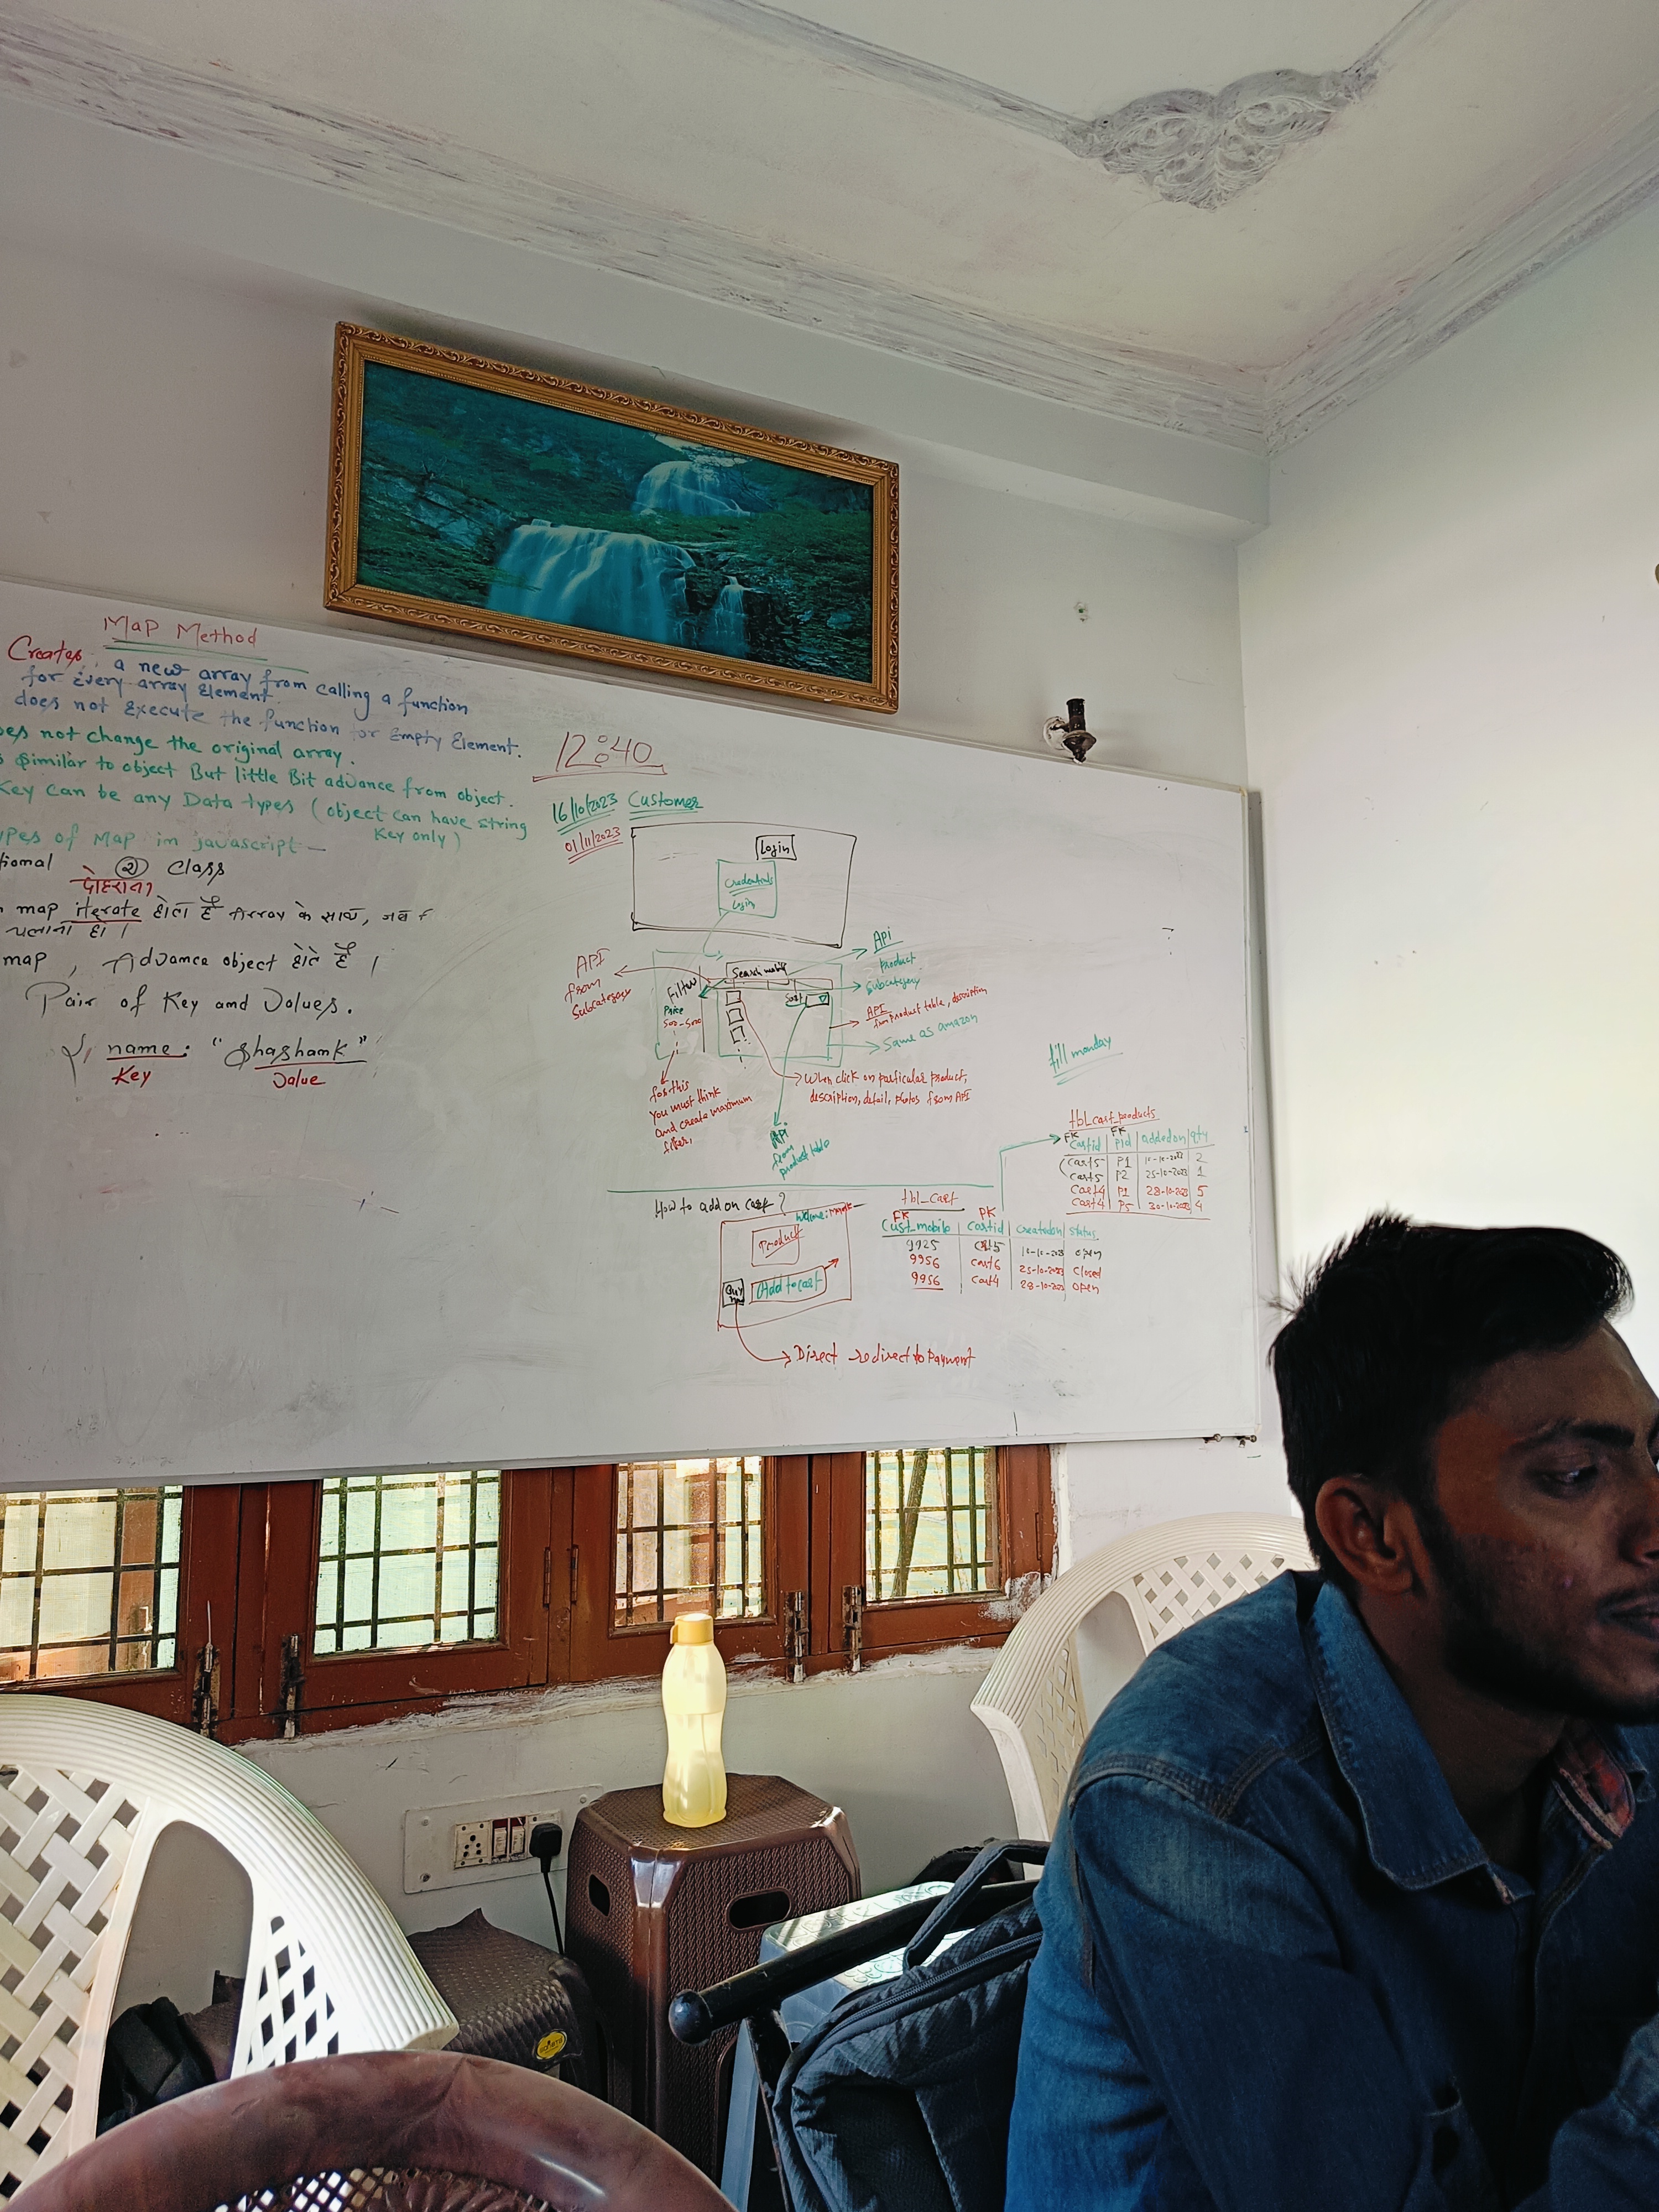 Map Method
Creates a new array from calling a function
for Every array Element
does not Execute the function for Empty Element.
not change the original array.
Similar to object But little Bit advance from object.
Key can be any Data types (object can have string
Key only)
of Map in javascript —
② Class
दोहराना
map iterate होता है Array के साथ, जब
चलाना हो ।
map, Advance object होते हैं ।
Pair of Key and Values.
{ name: "Shashank"
Key Value
12:40
16/10/2023 Customer
01/11/2023
Login
Credentials
Login
API
from
Subcategory
Search mobile
Filter
Price
500-5000
Sort
Api
product
subcategory
API
from product table, description
Same as amazon
for this
You must think
and create maximum
filter.
When click on particular product,
description, detail, photos from API
API
from
product table
till monday
How to add on cart?
Product
Buy
Add to cart
Direct redirect to Payment
tbl_cart
FK PK
Cust_mobile cartid createdon status
9925 open
9956 cart6 25-10-2023 Closed
9956 cart4 28-10-2023 open
tbl_cart_products
FK FK
cartid pid addedon qty
cart5 P1 2
cart5 P2 25-10-2023 1
cart4 P1 28-10-2023 5
cart4 P5 30-10-2023 4